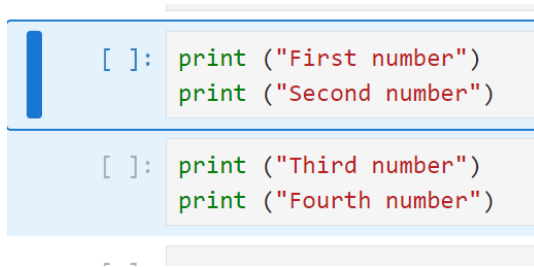 [ ]: print ("First number")
print ("Second number")
[ ]: print ("Third number")
print ("Fourth number")
[ ]: